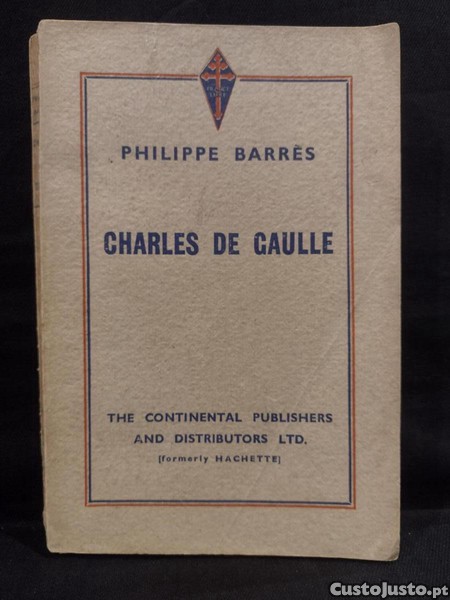 PHILIPPE BARRÈS
CHARLES DE GAULLE
THE CONTINENTAL PUBLISHERS
AND DISTRIBUTORS LTD.
[formerly HACHETTE]
CustoJusto.pt